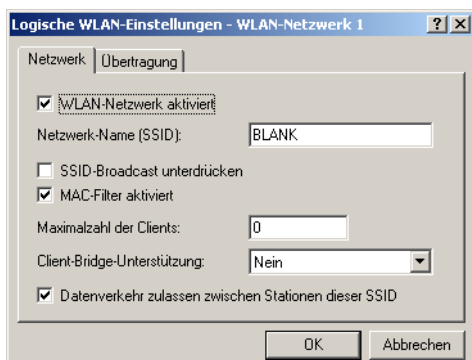 Logische WLAN-Einstellungen - WLAN-Netzwerk 1
Netzwerk Übertragung
WLAN-Netzwerk aktiviert
Netzwerk-Name (SSID): BLANK
SSID-Broadcast unterdrücken
MAC-Filter aktiviert
Maximalzahl der Clients: 0
Client-Bridge-Unterstützung: Nein
Datenverkehr zulassen zwischen Stationen dieser SSID
OK Abbrechen